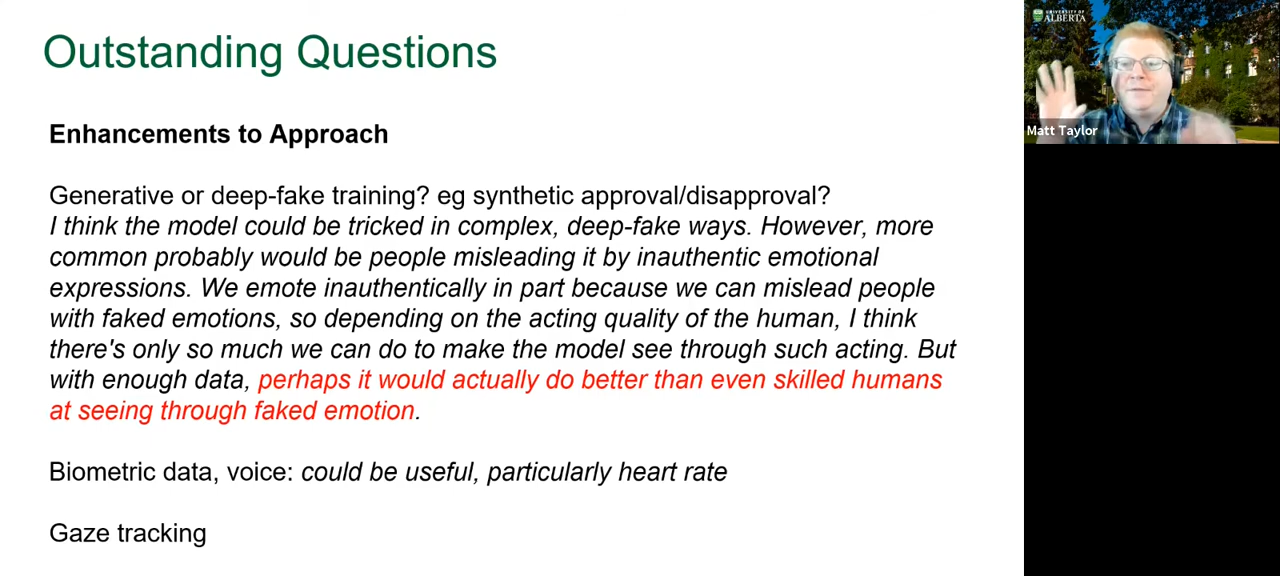 Outstanding Questions
Enhancements to Approach
Generative or deep-fake training? eg synthetic approval/disapproval?
I think the model could be tricked in complex, deep-fake ways. However, more
common probably would be people misleading it by inauthentic emotional
expressions. We emote inauthentically in part because we can mislead people
with faked emotions, so depending on the acting quality of the human, I think
there's only so much we can do to make the model see through such acting. But
with enough data, perhaps it would actually do better than even skilled humans
at seeing through faked emotion.
Biometric data, voice: could be useful, particularly heart rate
Gaze tracking
UNIVERSITY OF
ALBERTA
Matt Taylor